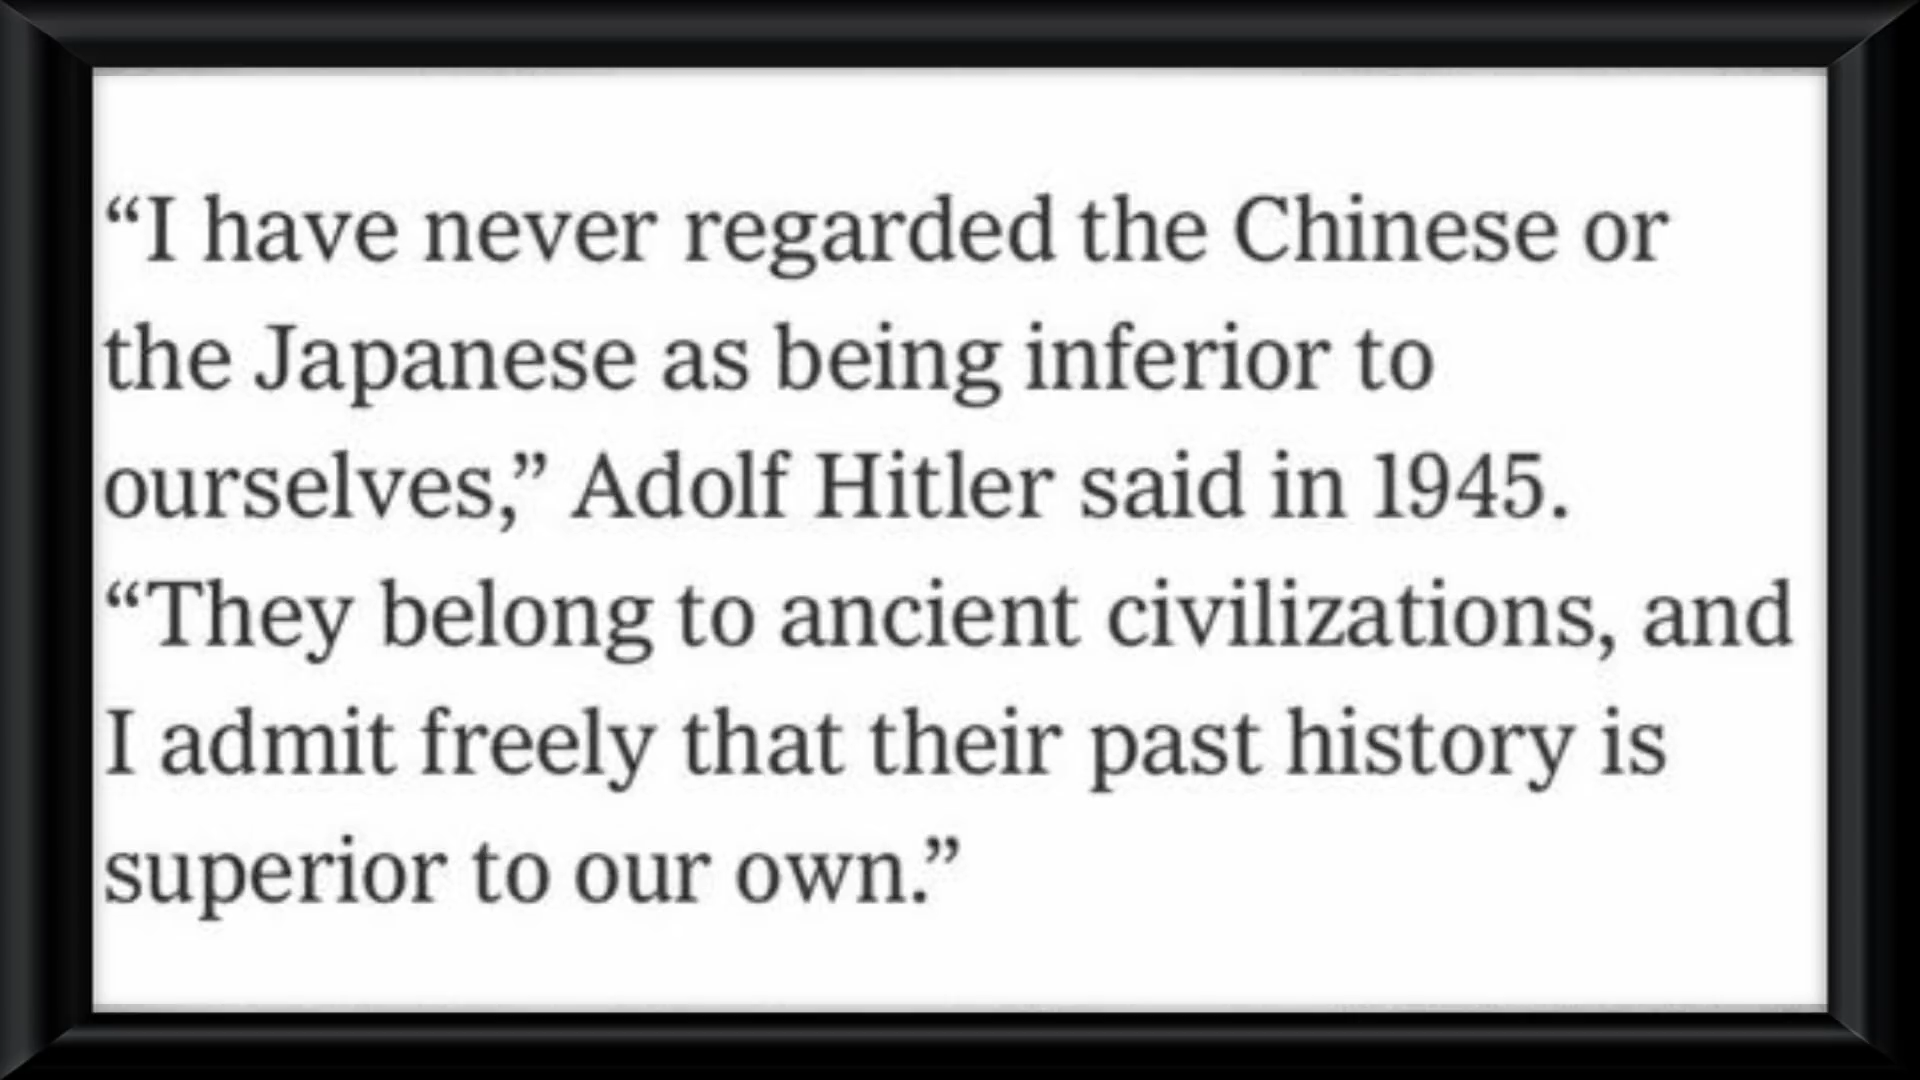 “I have never regarded the Chinese or
the Japanese as being inferior to
ourselves,” Adolf Hitler said in 1945.
“They belong to ancient civilizations, and
I admit freely that their past history is
superior to our own.”